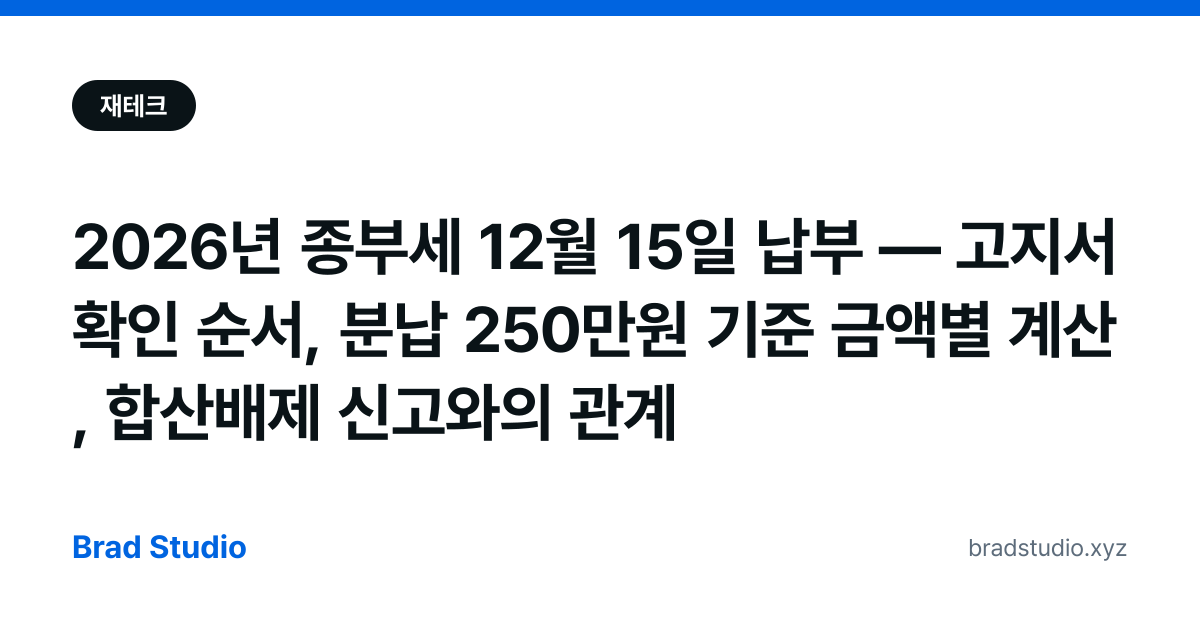 재테크
2026년 종부세 12월 15일 납부 — 고지서
확인 순서, 분납 250만원 기준 금액별 계산
, 합산배제 신고와의 관계
Brad Studio
bradstudio.xyz